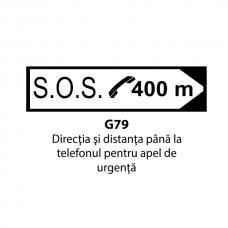 S.O.S. 400 m
G79
Direcţia şi distanţa până la
telefonul pentru apel de
urgenţă